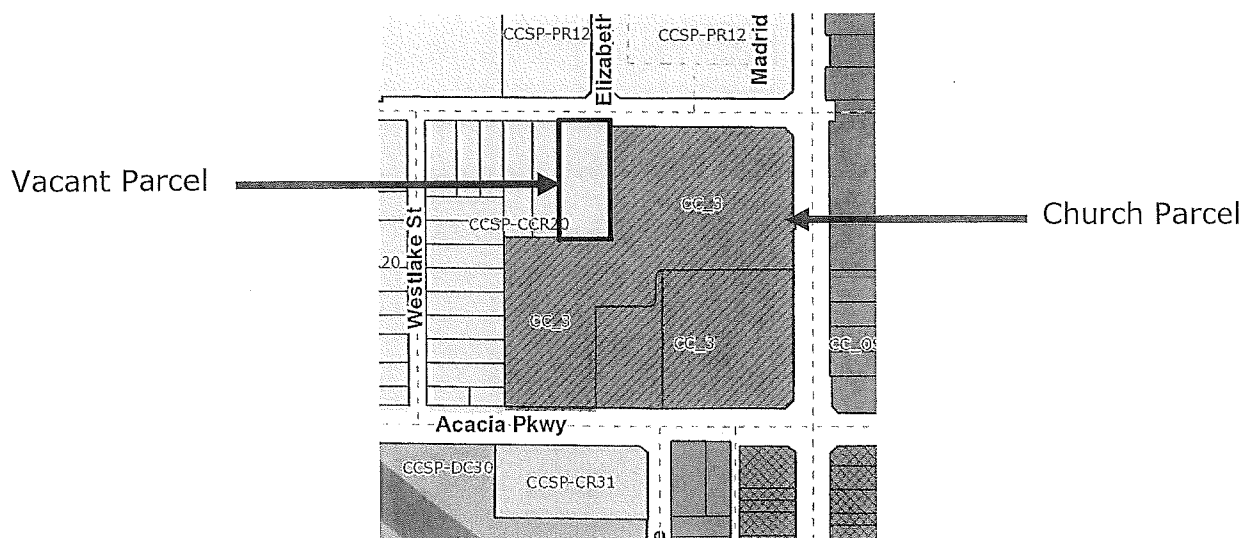 CCSP-PR12
Elizabeth
CCSP-PR12
Madrid
Vacant Parcel
CC_3
Church Parcel
CCSP-CCR20
Westlake St
20
CC_3
CC_3
Acacia Pkwy
CCSP-DC30
CCSP-CR31